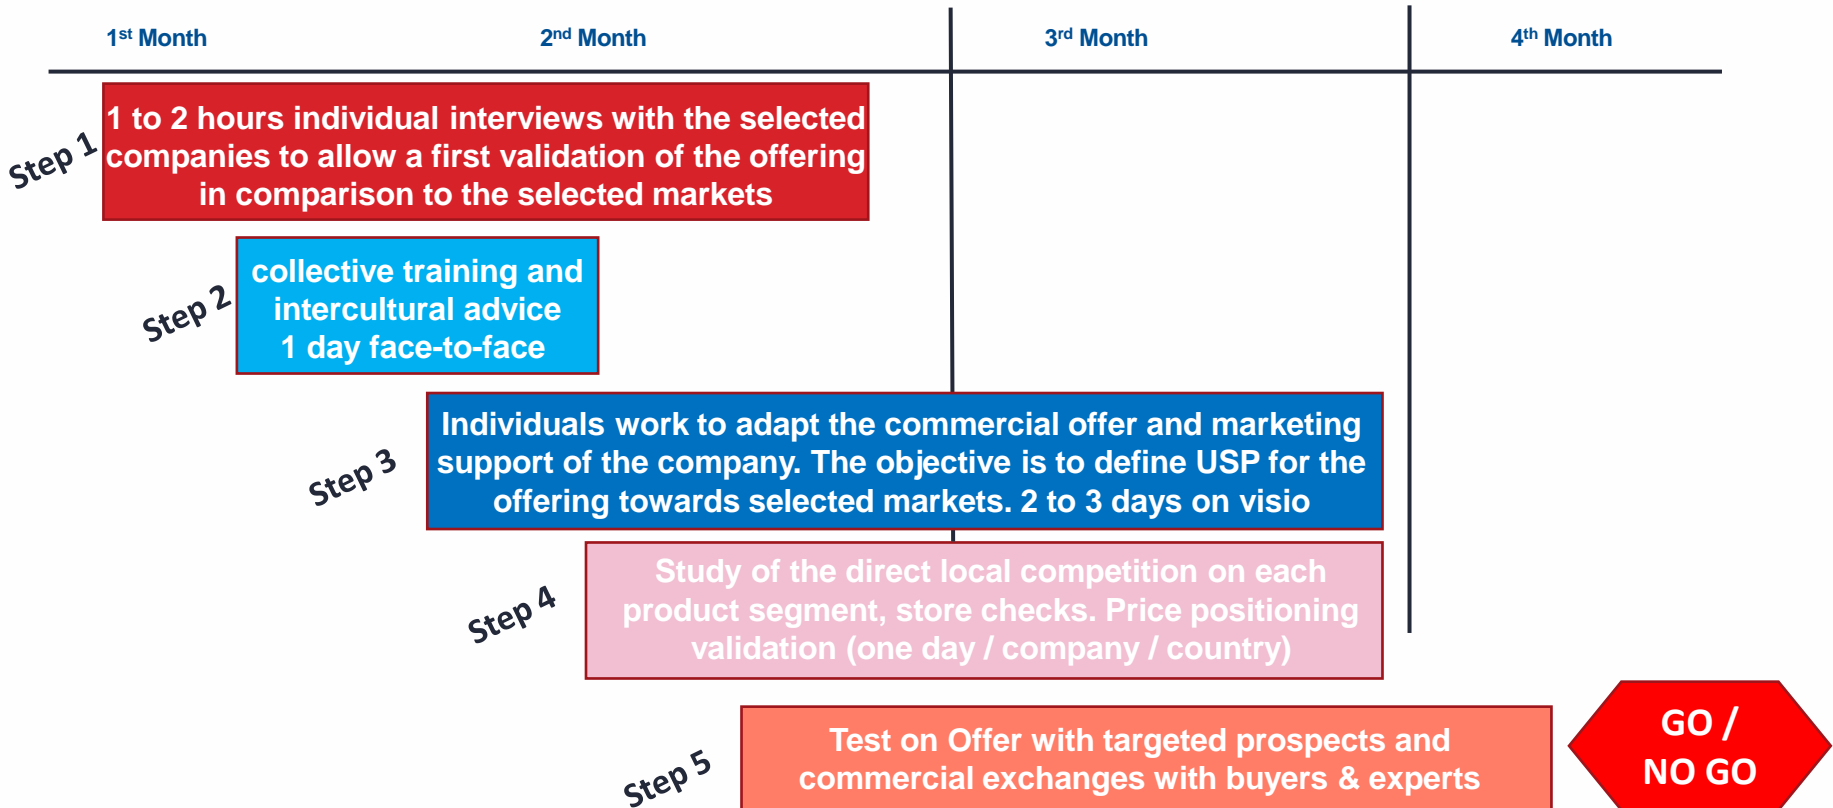 1st Month
2nd Month
3rd Month
4th Month
Step 1
1 to 2 hours individual interviews with the selected
companies to allow a first validation of the offering
in comparison to the selected markets
Step 2
collective training and
intercultural advice
1 day face-to-face
Step 3
Individuals work to adapt the commercial offer and marketing
support of the company. The objective is to define USP for the
offering towards selected markets. 2 to 3 days on visio
Step 4
Study of the direct local competition on each
product segment, store checks. Price positioning
validation (one day / company / country)
Step 5
Test on Offer with targeted prospects and
commercial exchanges with buyers & experts
GO /
NO GO